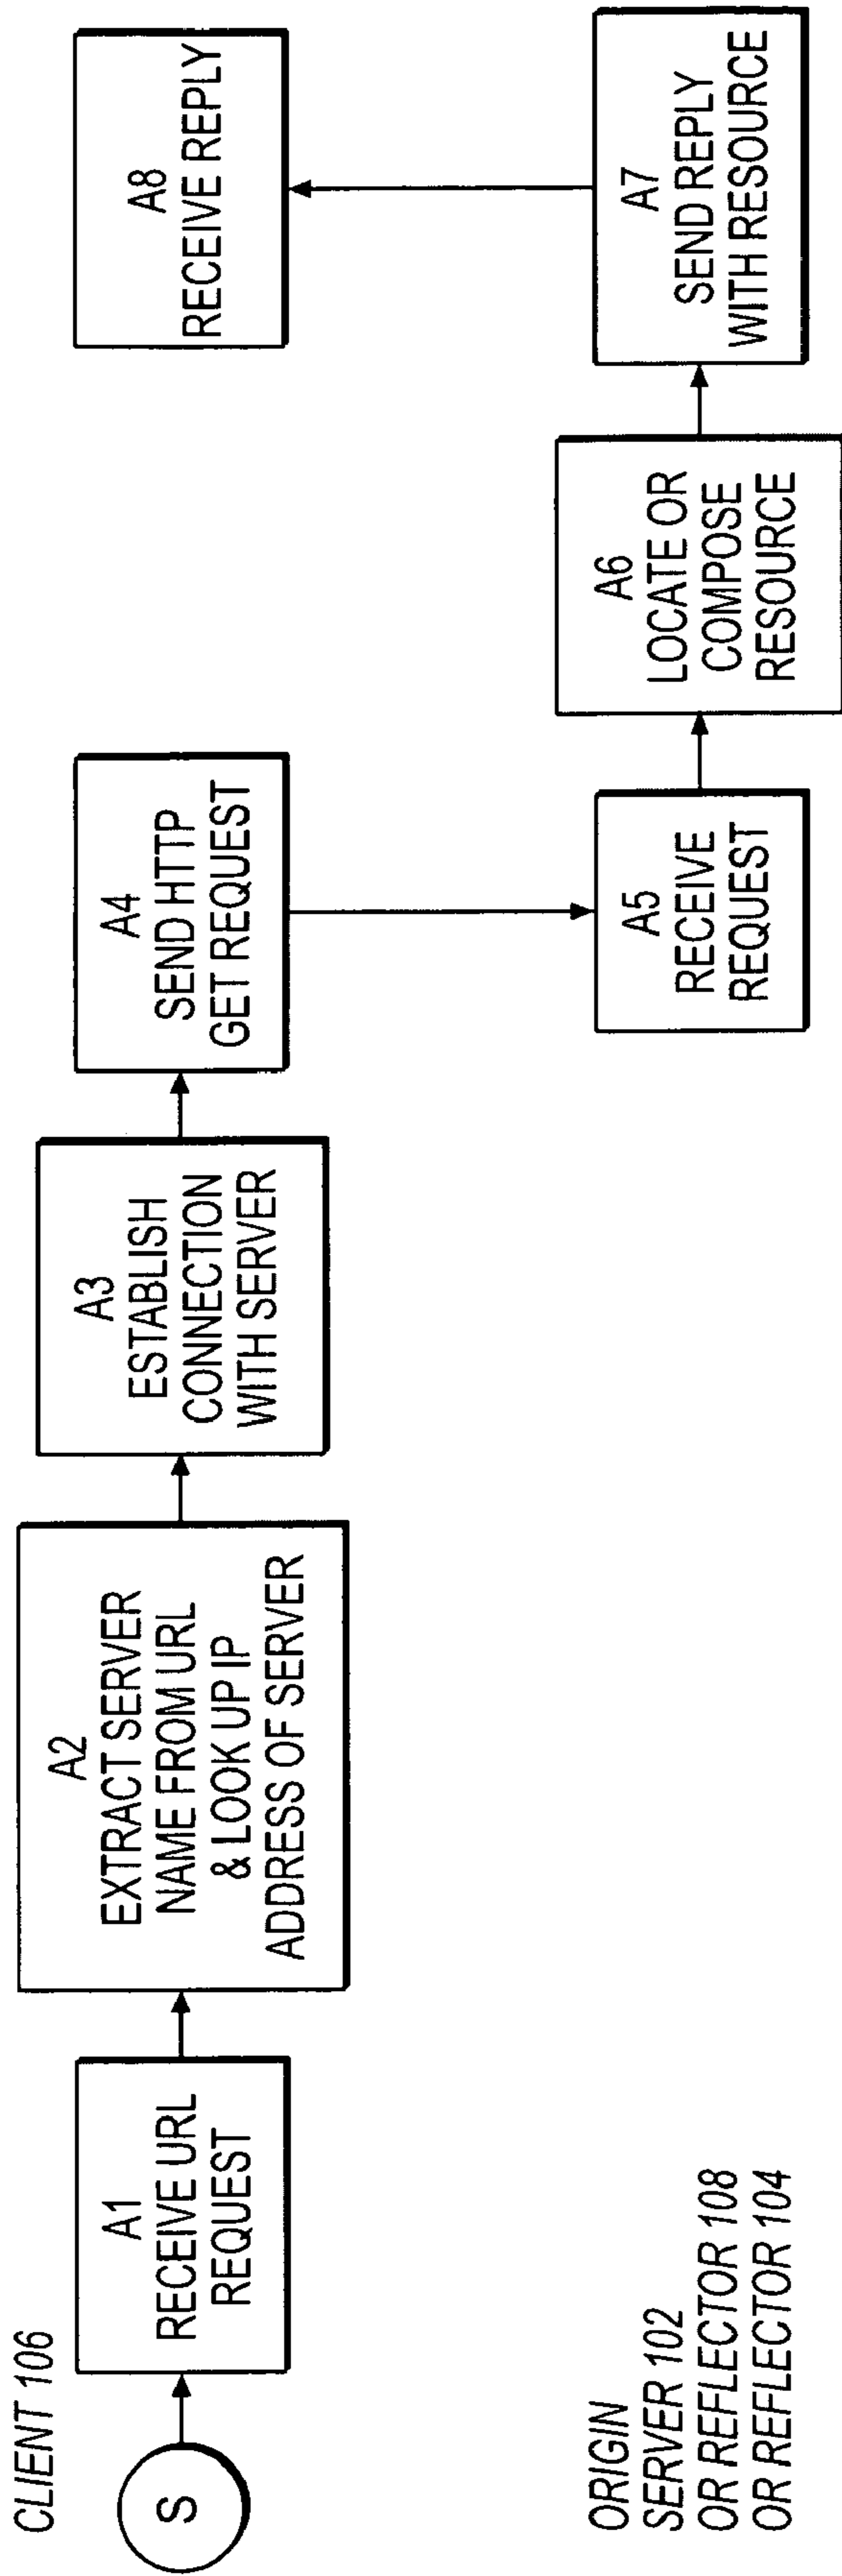 CLIENT 106
S
A1
RECEIVE URL
REQUEST
A2
EXTRACT SERVER
NAME FROM URL
& LOOK UP IP
ADDRESS OF SERVER
A3
ESTABLISH
CONNECTION
WITH SERVER
A4
SEND HTTP
GET REQUEST
A8
RECEIVE REPLY
ORIGIN
SERVER 102
OR REFLECTOR 108
OR REFLECTOR 104
A5
RECEIVE
REQUEST
A6
LOCATE OR
COMPOSE
RESOURCE
A7
SEND REPLY
WITH RESOURCE